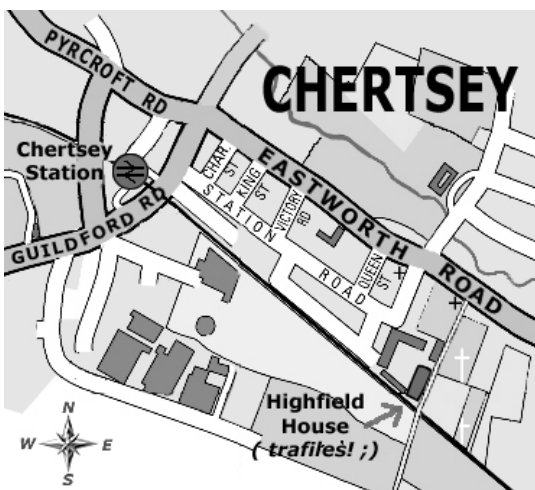 CHERTSEY
PYRCROFT RD
Chertsey
Station
GUILDFORD RD
EASTWORTH ROAD
CHAR. ST
KING ST
VICTORY RD
STATION ROAD
QUEEN ST
Highfield
House
( trafiles! ;)
N
W E
S